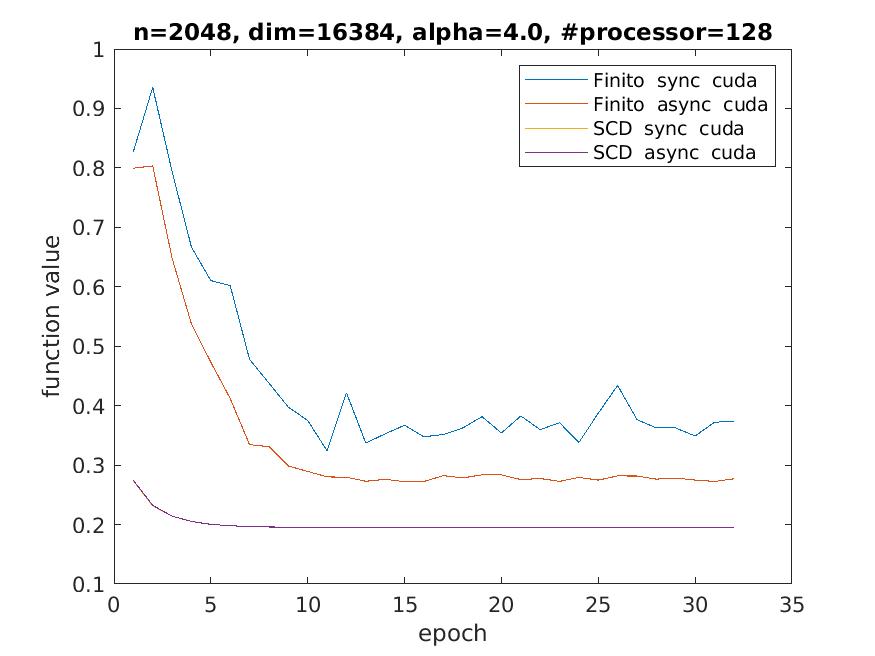 n=2048, dim=16384, alpha=4.0, #processor=128
1
0.9
0.8
0.7
0.6
0.5
0.4
0.3
0.2
0.1
function value
Finito sync cuda
Finito async cuda
SCD sync cuda
SCD async cuda
0 5 10 15 20 25 30 35
epoch